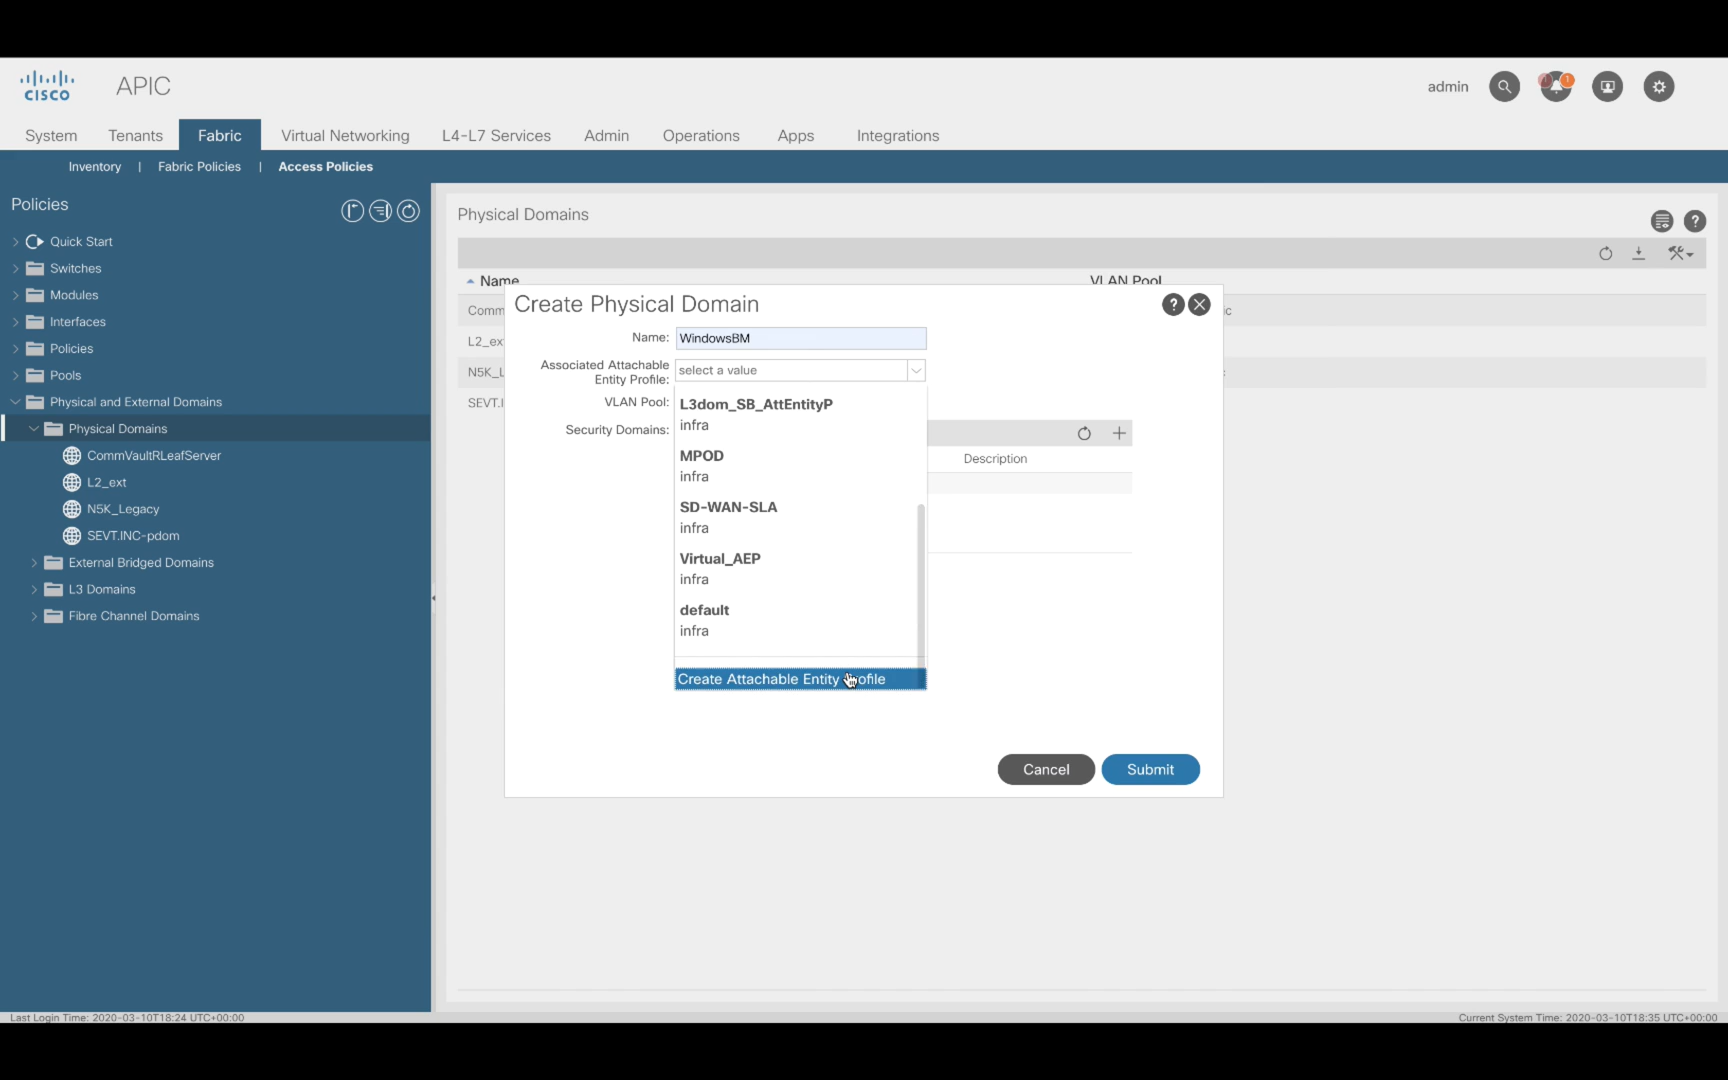 CISCO
APIC
admin
1
System Tenants Fabric Virtual Networking L4-L7 Services Admin Operations Apps Integrations
Inventory | Fabric Policies | Access Policies
Policies
Quick Start
Switches
Modules
Interfaces
Policies
Pools
Physical and External Domains
Physical Domains
CommVaultRLeafServer
L2_ext
N5K_Legacy
SEVT.INC-pdom
External Bridged Domains
L3 Domains
Fibre Channel Domains
Physical Domains
?
Name VLAN Pool
Comm
L2_ex
N5K_L
SEVT.I
Create Physical Domain
?
Name: WindowsBM
Associated Attachable
Entity Profile: select a value
VLAN Pool:
Security Domains:
Description
L3dom_SB_AttEntityP
infra
MPOD
infra
SD-WAN-SLA
infra
Virtual_AEP
infra
default
infra
Create Attachable Entity Profile
Cancel Submit
Last Login Time: 2020-03-10T18:24 UTC+00:00
Current System Time: 2020-03-10T18:35 UTC+00:00